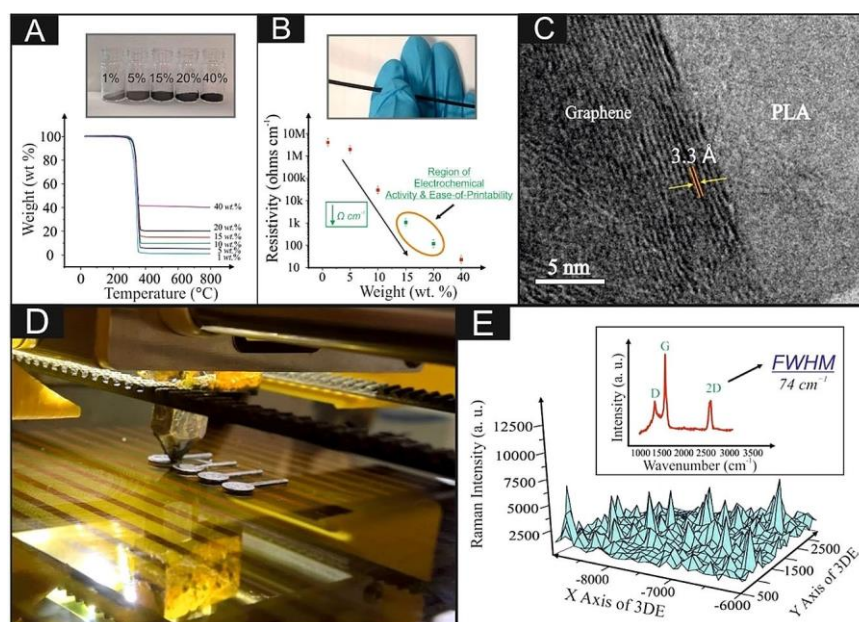 A
1% 5% 15% 20% 40%
Weight (wt %)
100
80
60
40
20
0
40 wt.%
20 wt.%
15 wt.%
10 wt.%
5 wt.%
1 wt.%
0 200 400 600 800
Temperature (°C)
B
Resistivity (ohms cm⁻¹)
10M
1M
100k
10k
1k
100
10
Region of
Electrochemical
Activity & Ease-of-Printability
Ω cm⁻¹
0 5 10 15 20 40
Weight (wt. %)
C
Graphene
PLA
3.3 Å
5 nm
D
E
Raman Intensity (a. u.)
12500
10000
7500
5000
2500
Intensity (a. u.)
D
G
2D
FWHM
74 cm⁻¹
1000 1500 2000 2500 3000
Wavenumber (cm⁻¹)
-8000
-7000
-6000
X Axis of 3DE
500
1500
2500
Y Axis of 3DE